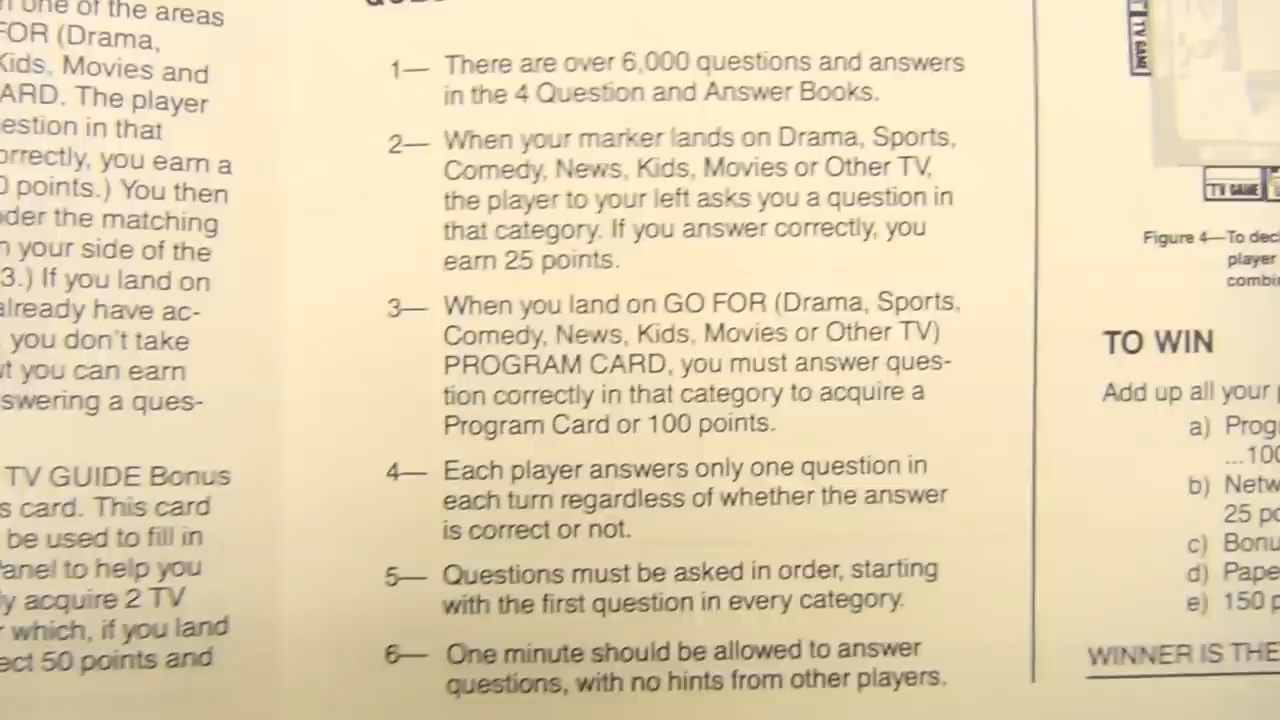 one of the areas
FOR (Drama,
Kids, Movies and
ARD. The player
estion in that
orrectly, you earn a
0 points.) You then
der the matching
n your side of the
3.) If you land on
already have ac-
, you don't take
ut you can earn
swering a ques-
TV GUIDE Bonus
s card. This card
be used to fill in
Panel to help you
ly acquire 2 TV
r which, if you land
ect 50 points and
1— There are over 6,000 questions and answers
in the 4 Question and Answer Books.
2— When your marker lands on Drama, Sports,
Comedy, News, Kids, Movies or Other TV,
the player to your left asks you a question in
that category. If you answer correctly, you
earn 25 points.
3— When you land on GO FOR (Drama, Sports,
Comedy, News, Kids, Movies or Other TV)
PROGRAM CARD, you must answer ques-
tion correctly in that category to acquire a
Program Card or 100 points.
4— Each player answers only one question in
each turn regardless of whether the answer
is correct or not.
5— Questions must be asked in order, starting
with the first question in every category.
6— One minute should be allowed to answer
questions, with no hints from other players.
TV GAME
TV GAME
Figure 4—To deci
player
combi
TO WIN
Add up all your
a) Progr
...100
b) Netw
25 po
c) Bonu
d) Pape
e) 150 p
WINNER IS THE